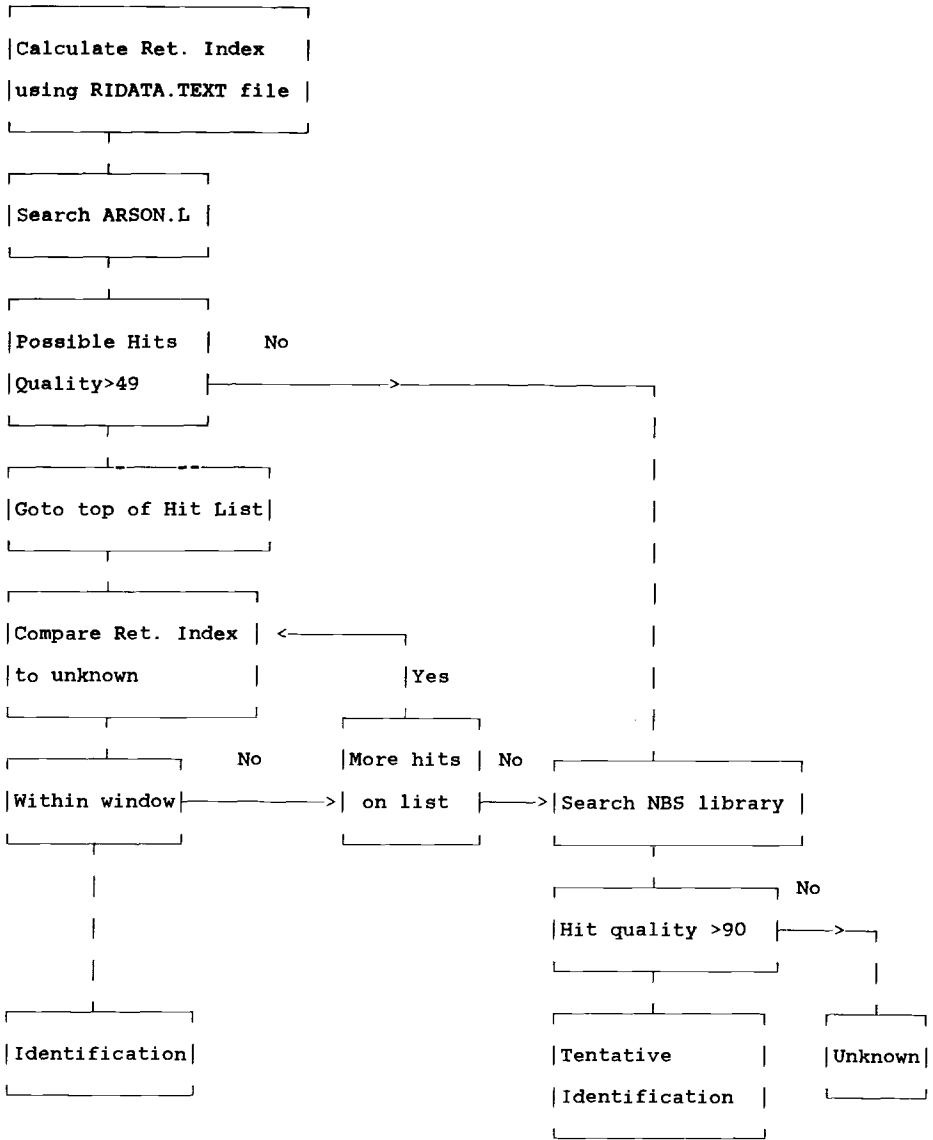 Calculate Ret. Index
using RIDATA.TEXT file
Search ARSON.L
Possible Hits
No
Quality>49
Goto top of Hit List
Compare Ret. Index
to unknown
Yes
No
More hits
No
Within window
on list
Search NBS library
No
Hit quality >90
Identification
Tentative
Identification
Unknown